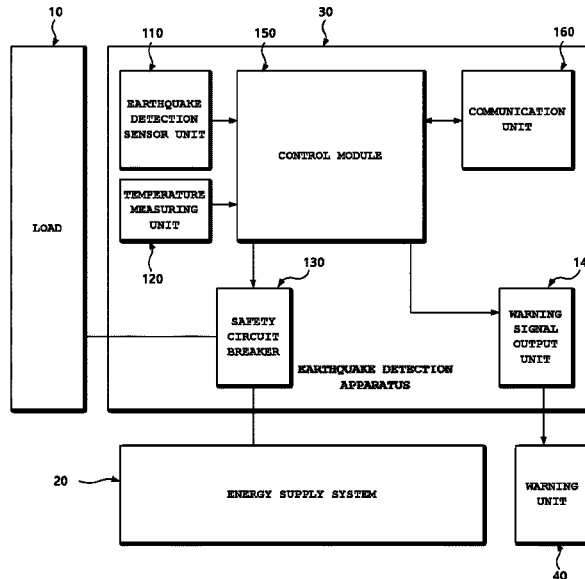 10
30
110
150
160
EARTHQUAKE
DETECTION
SENSOR UNIT
CONTROL MODULE
COMMUNICATION
UNIT
TEMPERATURE
MEASURING
UNIT
LOAD
120
130
14
SAFETY
CIRCUIT
BREAKER
WARNING
SIGNAL
OUTPUT
UNIT
EARTHQUAKE DETECTION
APPARATUS
20
ENERGY SUPPLY SYSTEM
WARNING
UNIT
40